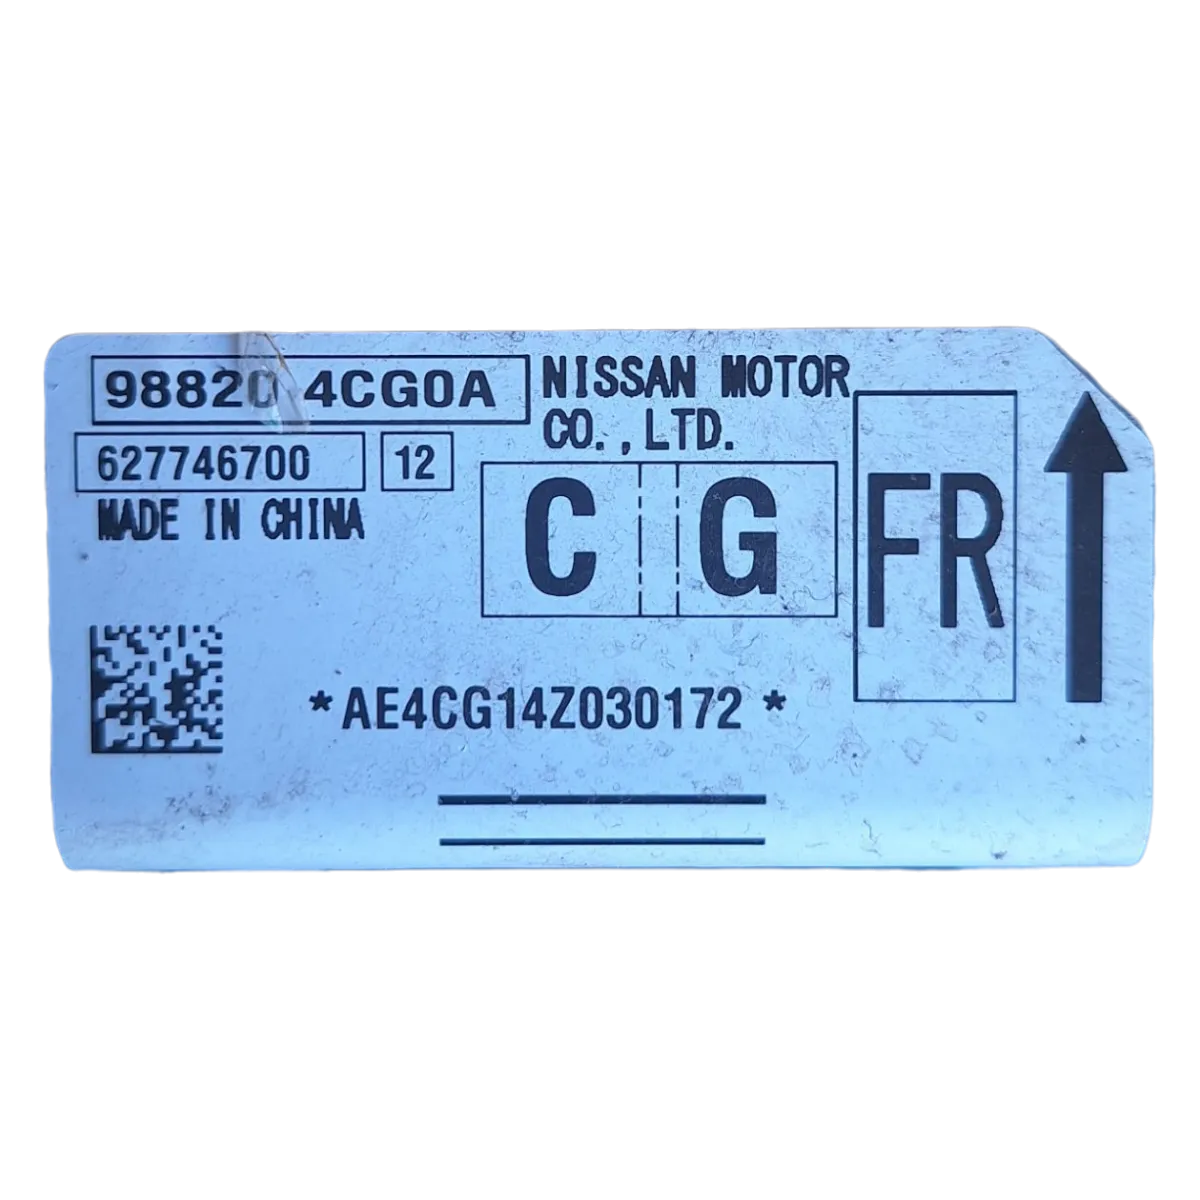 98820 4CG0A
NISSAN MOTOR
CO.,LTD.
627746700
12
MADE IN CHINA
C G
FR
*AE4CG14Z030172*